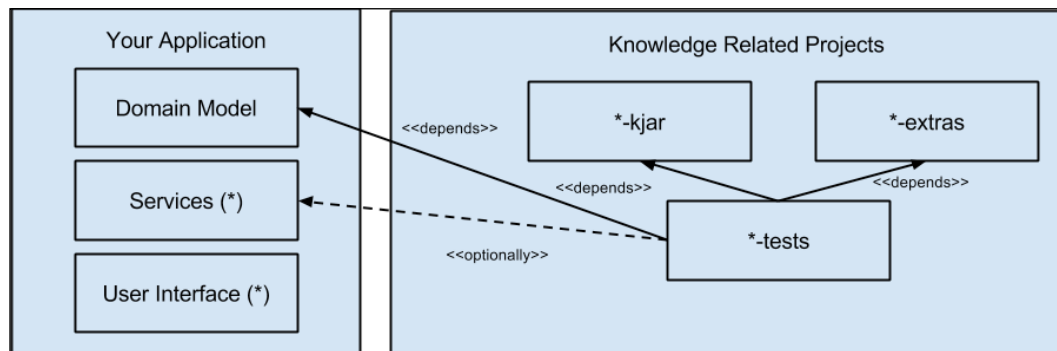 Your Application
Domain Model
Services (*)
User Interface (*)
<<depends>>
<<optionally>>
Knowledge Related Projects
*-kjar
*-extras
<<depends>>
<<depends>>
*-tests